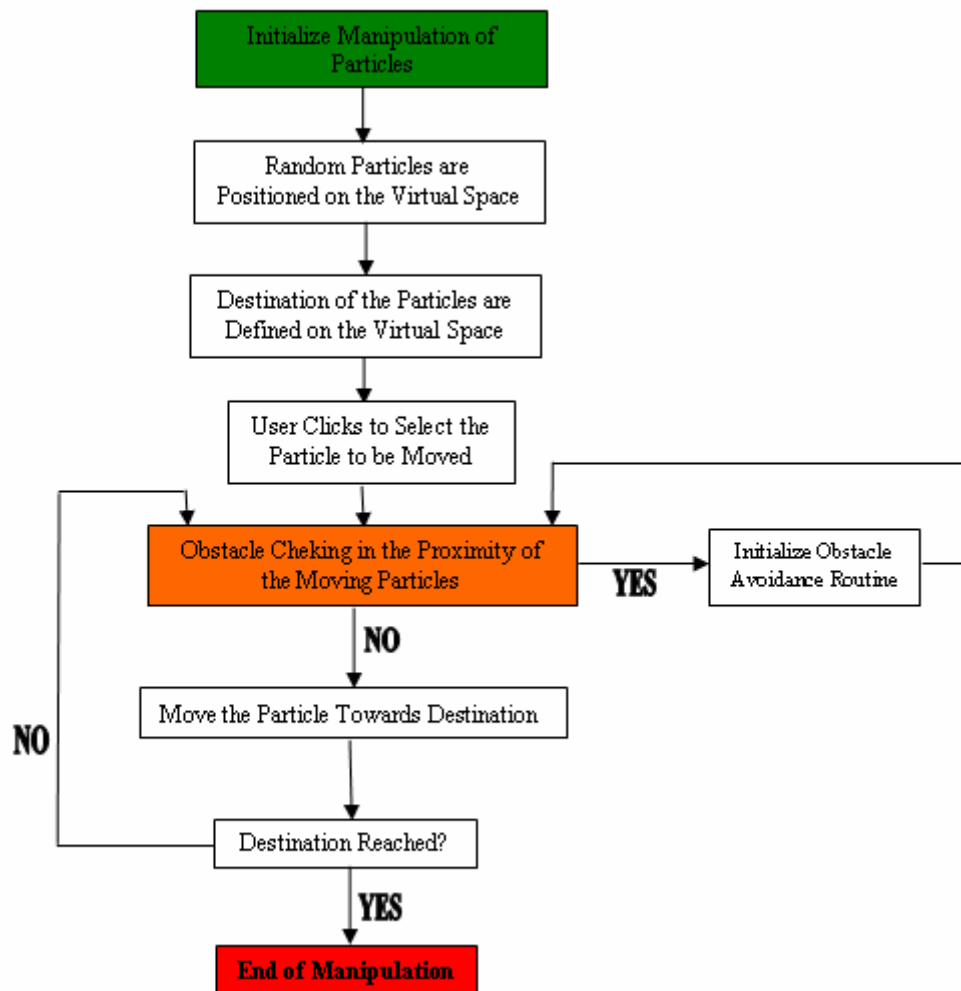 Initialize Manipulation of
Particles
Random Particles are
Positioned on the Virtual Space
Destination of the Particles are
Defined on the Virtual Space
User Clicks to Select the
Particle to be Moved
Obstacle Cheking in the Proximity of
the Moving Particles
YES
Initialize Obstacle
Avoidance Routine
NO
Move the Particle Towards Destination
NO
Destination Reached?
YES
End of Manipulation